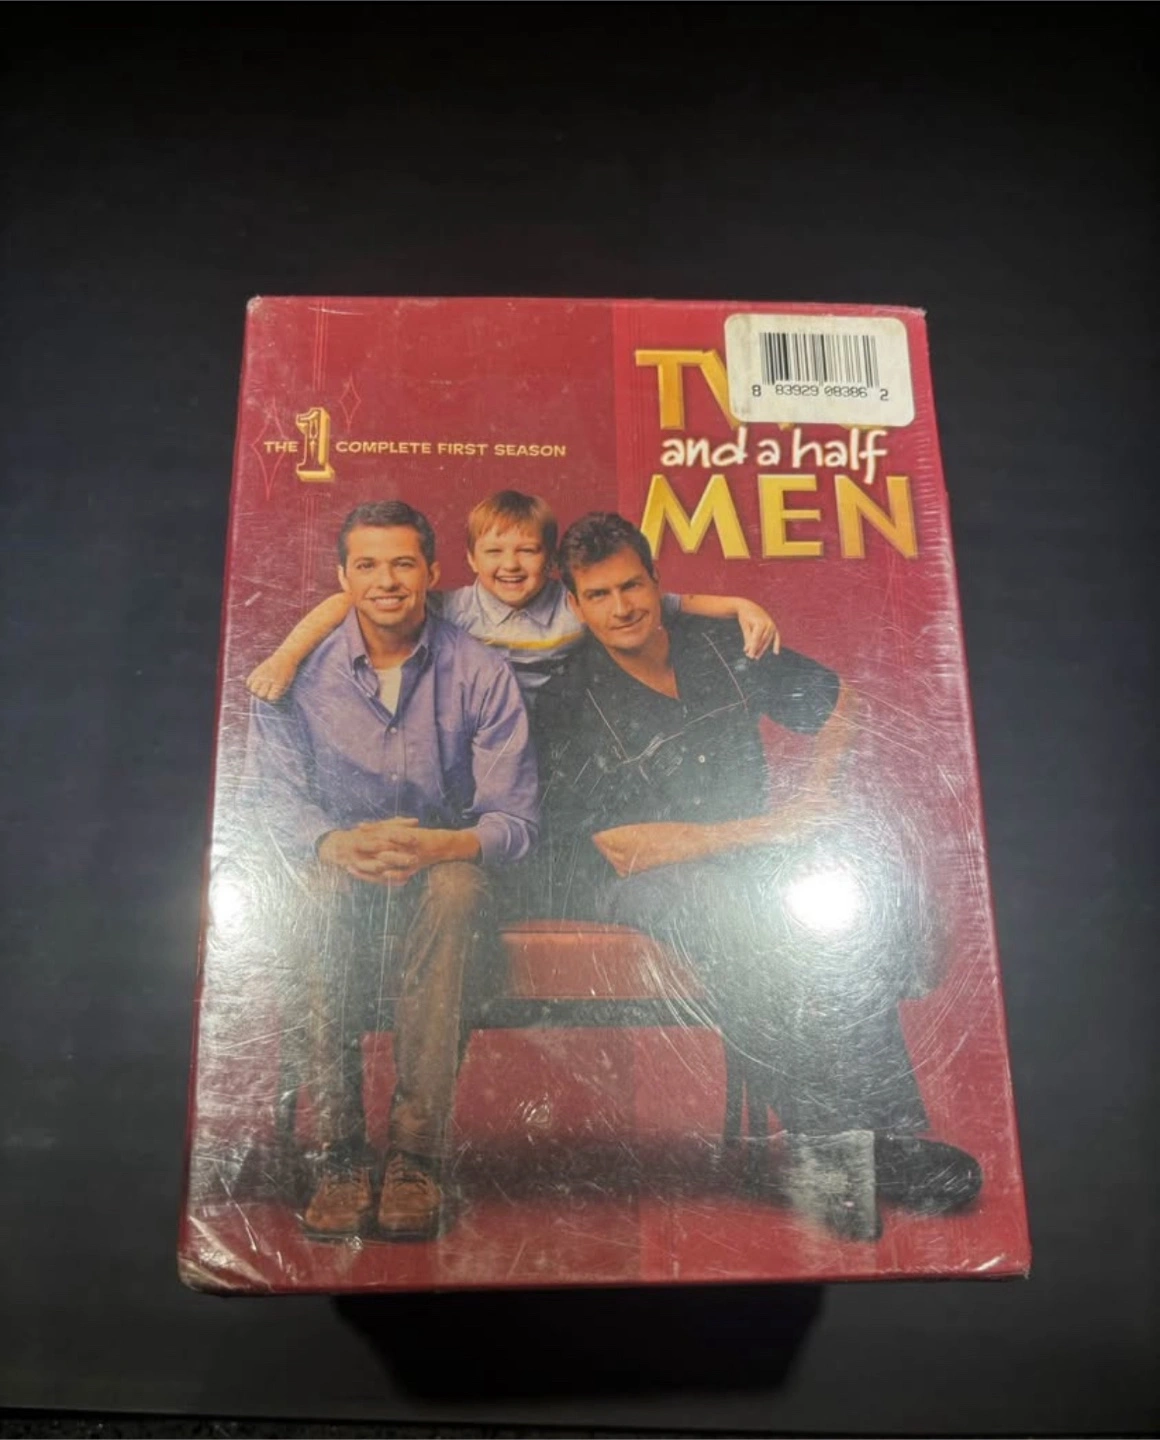 8 83929 08386 2
THE 1 COMPLETE FIRST SEASON
and a half
MEN